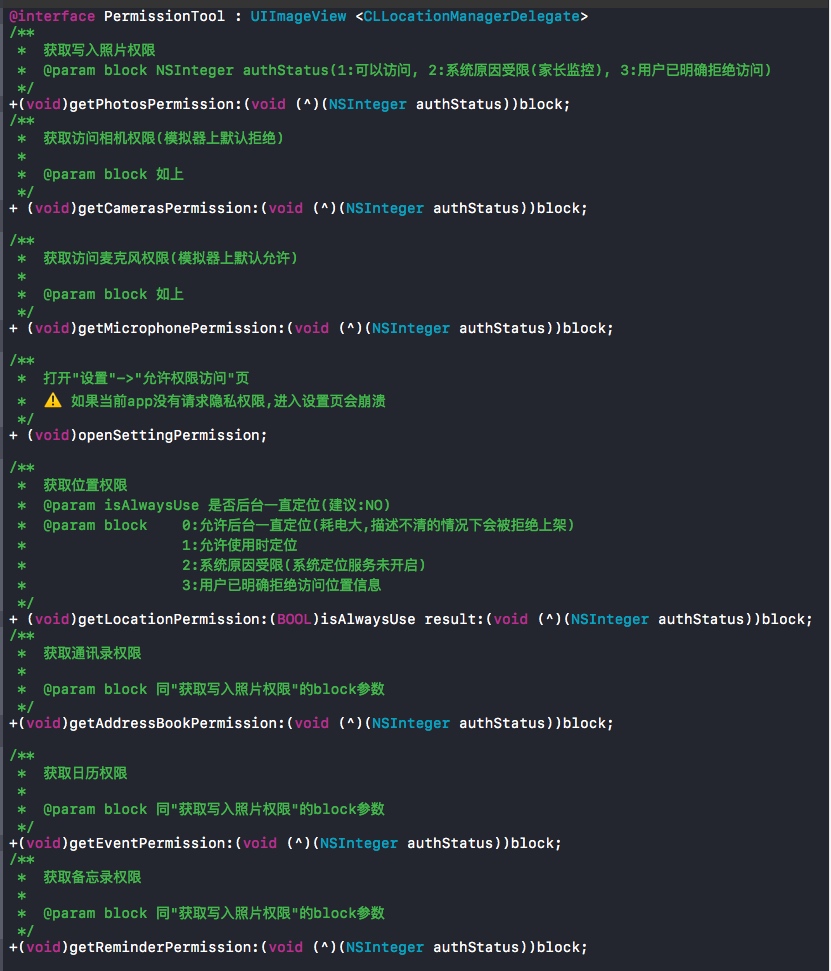 @interface PermissionTool : UIImageView <CLLocationManagerDelegate>
/**
 *  获取写入照片权限
 *  @param block NSInteger authStatus(1:可以访问, 2:系统原因受限(家长监控), 3:用户已明确拒绝访问)
 */
+(void)getPhotosPermission:(void (^)(NSInteger authStatus))block;
/**
 *  获取访问相机权限(模拟器上默认拒绝)
 *
 *  @param block 如上
 */
+ (void)getCamerasPermission:(void (^)(NSInteger authStatus))block;
/**
 *  获取访问麦克风权限(模拟器上默认允许)
 *
 *  @param block 如上
 */
+ (void)getMicrophonePermission:(void (^)(NSInteger authStatus))block;
/**
 *  打开"设置"->"允许权限访问"页
 *  ⚠️ 如果当前app没有请求隐私权限,进入设置页会崩溃
 */
+ (void)openSettingPermission;
/**
 *  获取位置权限
 *  @param isAlwaysUse 是否后台一直定位(建议:NO)
 *  @param block    0:允许后台一直定位(耗电大,描述不清的情况下会被拒绝上架)
 *                  1:允许使用时定位
 *                  2:系统原因受限(系统定位服务未开启)
 *                  3:用户已明确拒绝访问位置信息
 */
+ (void)getLocationPermission:(BOOL)isAlwaysUse result:(void (^)(NSInteger authStatus))block;
/**
 *  获取通讯录权限
 *
 *  @param block 同"获取写入照片权限"的block参数
 */
+(void)getAddressBookPermission:(void (^)(NSInteger authStatus))block;
/**
 *  获取日历权限
 *
 *  @param block 同"获取写入照片权限"的block参数
 */
+(void)getEventPermission:(void (^)(NSInteger authStatus))block;
/**
 *  获取备忘录权限
 *
 *  @param block 同"获取写入照片权限"的block参数
 */
+(void)getReminderPermission:(void (^)(NSInteger authStatus))block;